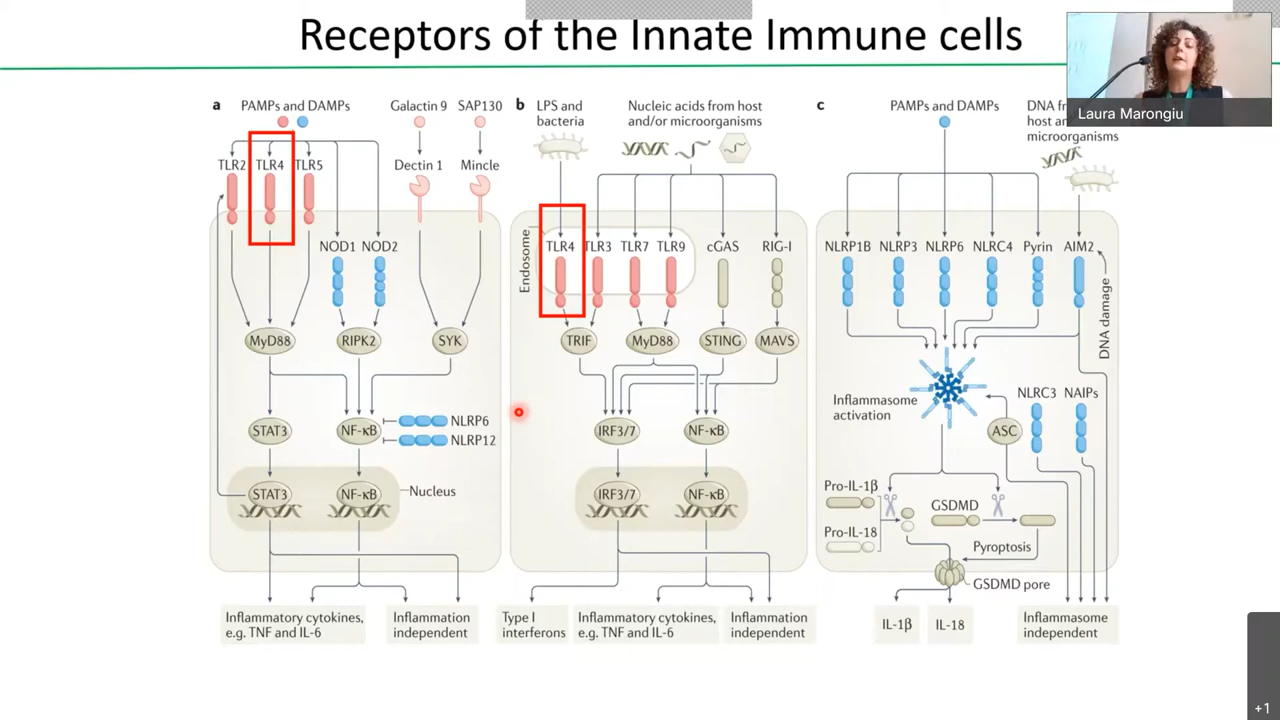 Receptors of the Innate Immune cells
Laura Marongiu
a
PAMPs and DAMPs
Galectin 9
SAP130
TLR2
TLR4
TLR5
Dectin 1
Mincle
NOD1
NOD2
MyD88
RIPK2
SYK
STAT3
NF-κB
NLRP6
NLRP12
STAT3
NF-κB
Nucleus
Inflammatory cytokines,
e.g. TNF and IL-6
Inflammation
independent
b
LPS and
bacteria
Nucleic acids from host
and/or microorganisms
Endosome
TLR4
TLR3
TLR7
TLR9
cGAS
RIG-I
TRIF
MyD88
STING
MAVS
IRF3/7
NF-κB
IRF3/7
NF-κB
Type I
interferons
Inflammatory cytokines,
e.g. TNF and IL-6
Inflammation
independent
c
PAMPs and DAMPs
DNA
host an
microorganisms
NLRP1B
NLRP3
NLRP6
NLRC4
Pyrin
AIM2
DNA damage
Inflammasome
activation
NLRC3
NAIPs
ASC
Pro-IL-1β
Pro-IL-18
GSDMD
Pyroptosis
GSDMD pore
IL-1β
IL-18
Inflammasome
independent
+1